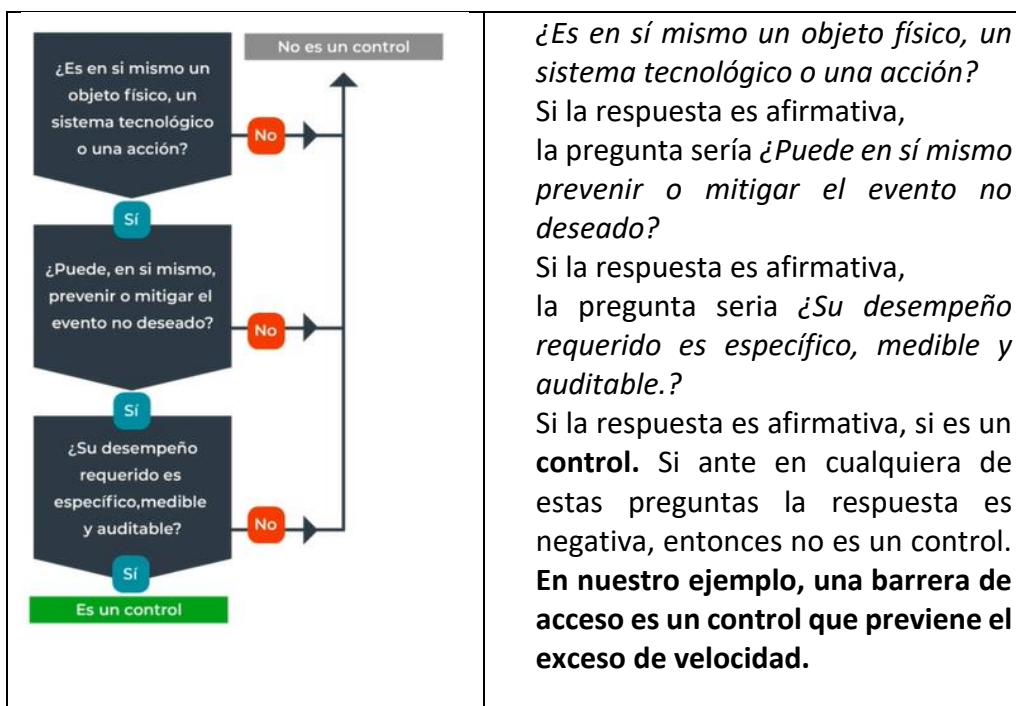 No es un control
¿Es en si mismo un
objeto físico, un
sistema tecnológico
o una acción?
No
Sí
¿Puede, en si mismo,
prevenir o mitigar el
evento no deseado?
No
Sí
¿Su desempeño
requerido es
específico,medible
y auditable?
No
Sí
Es un control
¿Es en sí mismo un objeto físico, un
sistema tecnológico o una acción?
Si la respuesta es afirmativa,
la pregunta sería ¿Puede en sí mismo
prevenir o mitigar el evento no
deseado?
Si la respuesta es afirmativa,
la pregunta seria ¿Su desempeño
requerido es específico, medible y
auditable.?
Si la respuesta es afirmativa, si es un
control. Si ante en cualquiera de
estas preguntas la respuesta es
negativa, entonces no es un control.
En nuestro ejemplo, una barrera de
acceso es un control que previene el
exceso de velocidad.